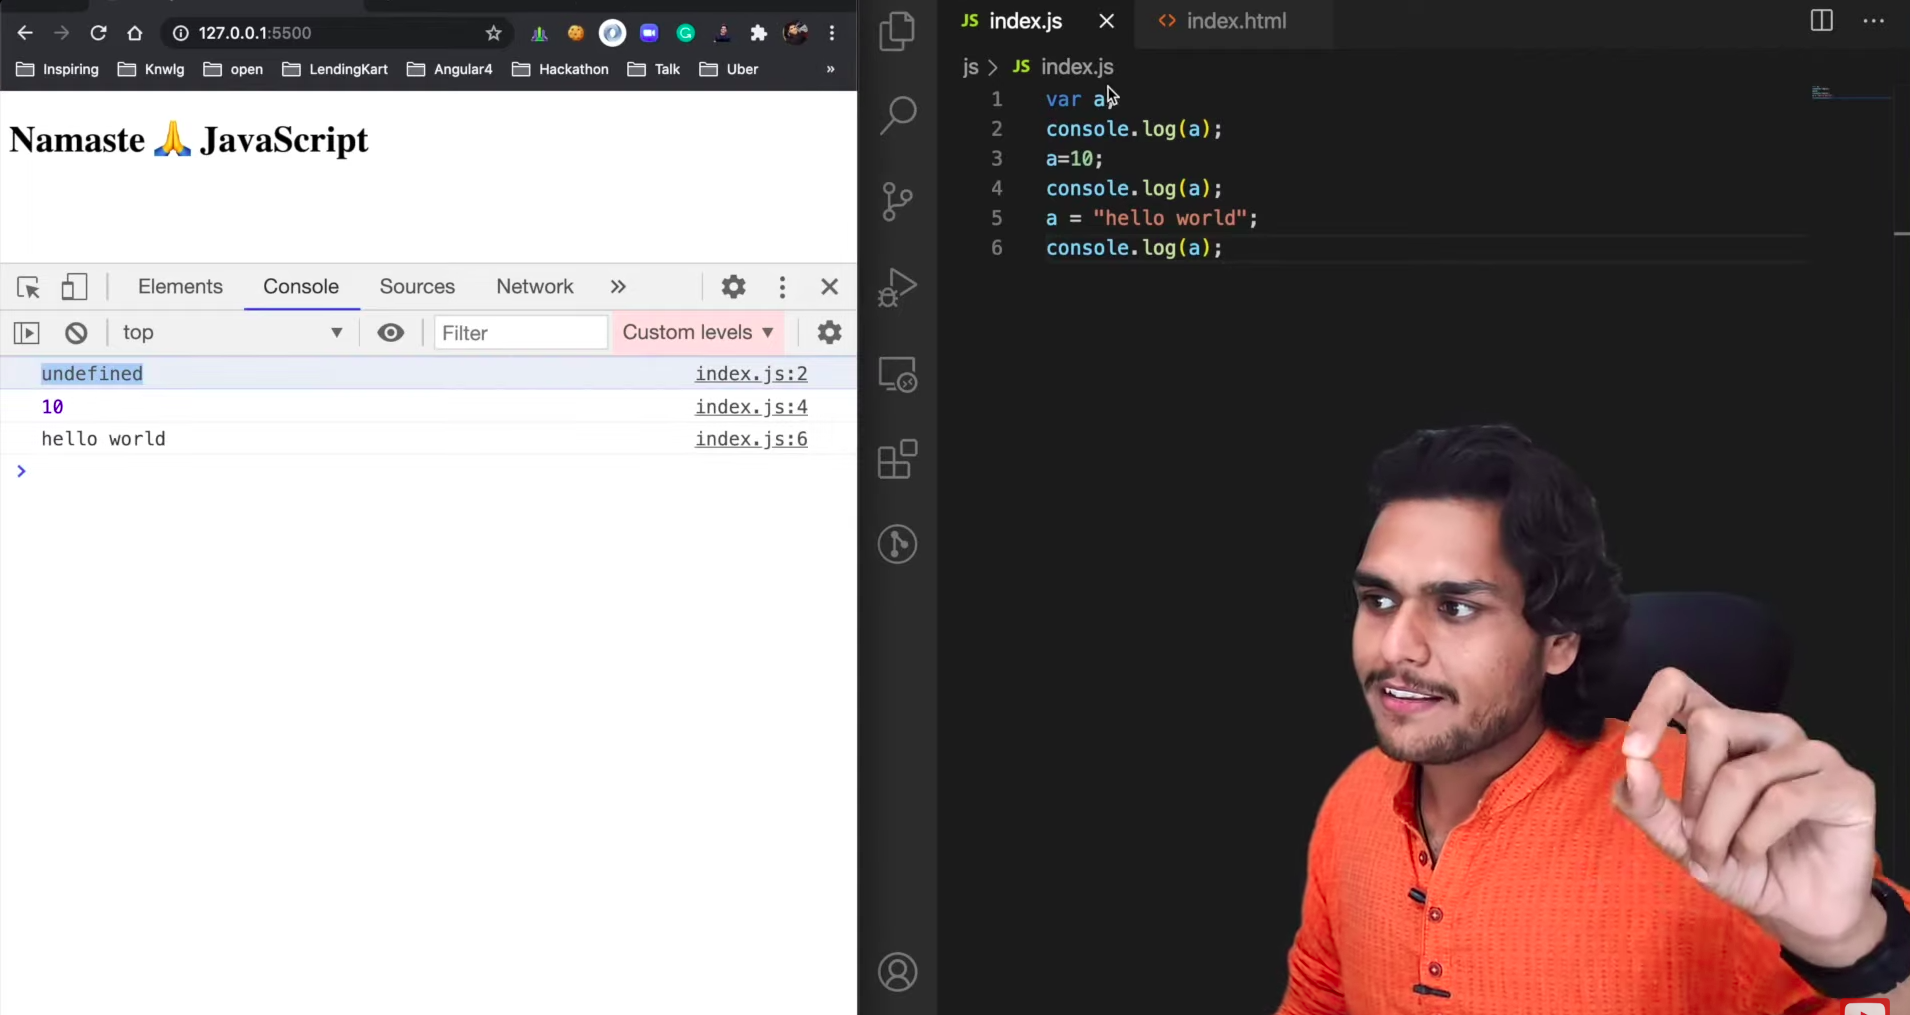 127.0.0.1:5500
Inspiring
Knwlg
open
LendingKart
Angular4
Hackathon
Talk
Uber
»
Namaste 🙏 JavaScript
Elements
Console
Sources
Network
»
top
Filter
Custom levels
undefined index.js:2
10 index.js:4
hello world index.js:6
>
JS index.js
<> index.html
js > JS index.js
1 var a;
2 console.log(a);
3 a=10;
4 console.log(a);
5 a = "hello world";
6 console.log(a);